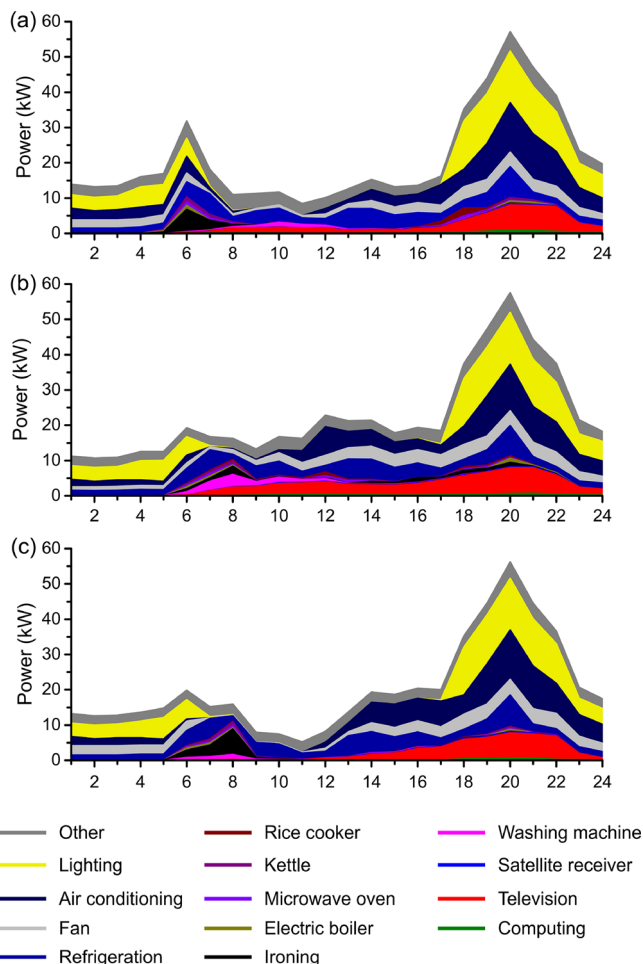 (a)
60
50
40
30
20
10
0
Power (kW)
2 4 6 8 10 12 14 16 18 20 22 24
(b)
60
50
40
30
20
10
0
Power (kW)
2 4 6 8 10 12 14 16 18 20 22 24
(c)
60
50
40
30
20
10
0
Power (kW)
2 4 6 8 10 12 14 16 18 20 22 24
Other Rice cooker Washing machine
Lighting Kettle Satellite receiver
Air conditioning Microwave oven Television
Fan Electric boiler Computing
Refrigeration Ironing